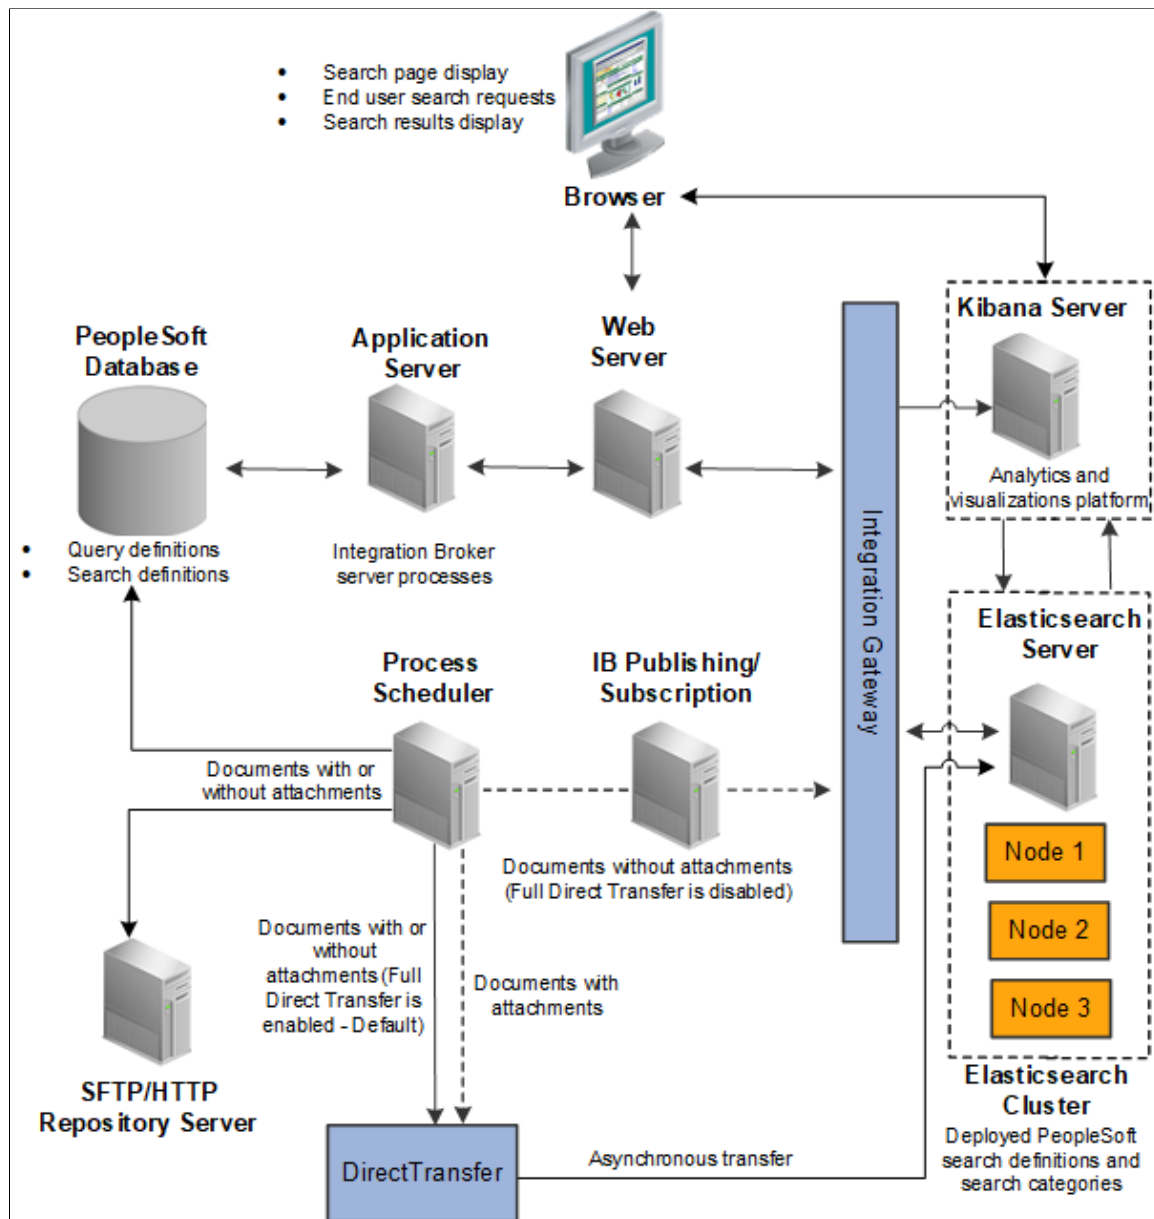 • Search page display
• End user search requests
• Search results display
Browser
PeopleSoft
Database
Application
Server
Web
Server
Kibana Server
Analytics and
visualizations platform
• Query definitions
• Search definitions
Integration Broker
server processes
Integration Gateway
Elasticsearch
Server
Process
Scheduler
IB Publishing/
Subscription
Documents with or
without attachments
Documents without attachments
(Full Direct Transfer is disabled)
Node 1
Node 2
Node 3
Documents with or
without
attachments (Full
Direct Transfer is
enabled - Default)
Documents with
attachments
SFTP/HTTP
Repository Server
Elasticsearch
Cluster
Deployed PeopleSoft
search definitions and
search categories
DirectTransfer
Asynchronous transfer